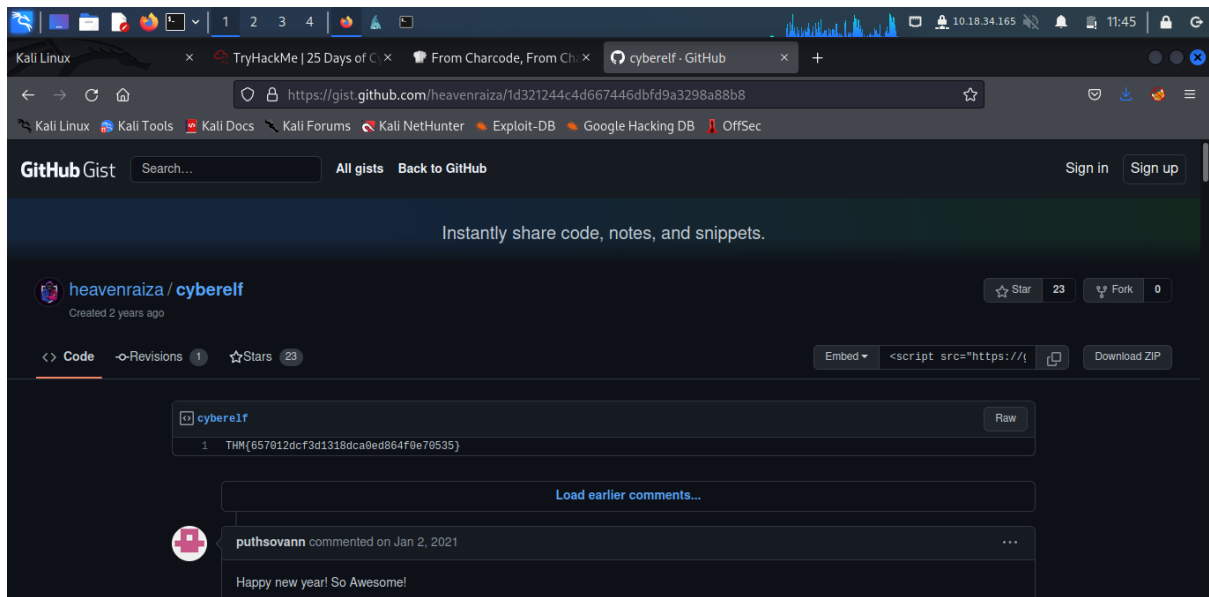 1 2 3 4 10.18.34.165 11:45
Kali Linux × TryHackMe | 25 Days of Cy × From Charcode, From Cha × cyberelf · GitHub × +
https://gist.github.com/heavenraiza/1d321244c4d667446dbfd9a3298a88b8
Kali Linux Kali Tools Kali Docs Kali Forums Kali NetHunter Exploit-DB Google Hacking DB OffSec
GitHub Gist Search... All gists Back to GitHub Sign in Sign up
Instantly share code, notes, and snippets.
heavenraiza / cyberelf Star 23 Fork 0
Created 2 years ago
<> Code Revisions 1 Stars 23 Embed <script src="https://g Download ZIP
cyberelf Raw
1 THM{657012dcf3d1318dca0ed864f0e70535}
Load earlier comments...
puthsovann commented on Jan 2, 2021 ...
Happy new year! So Awesome!